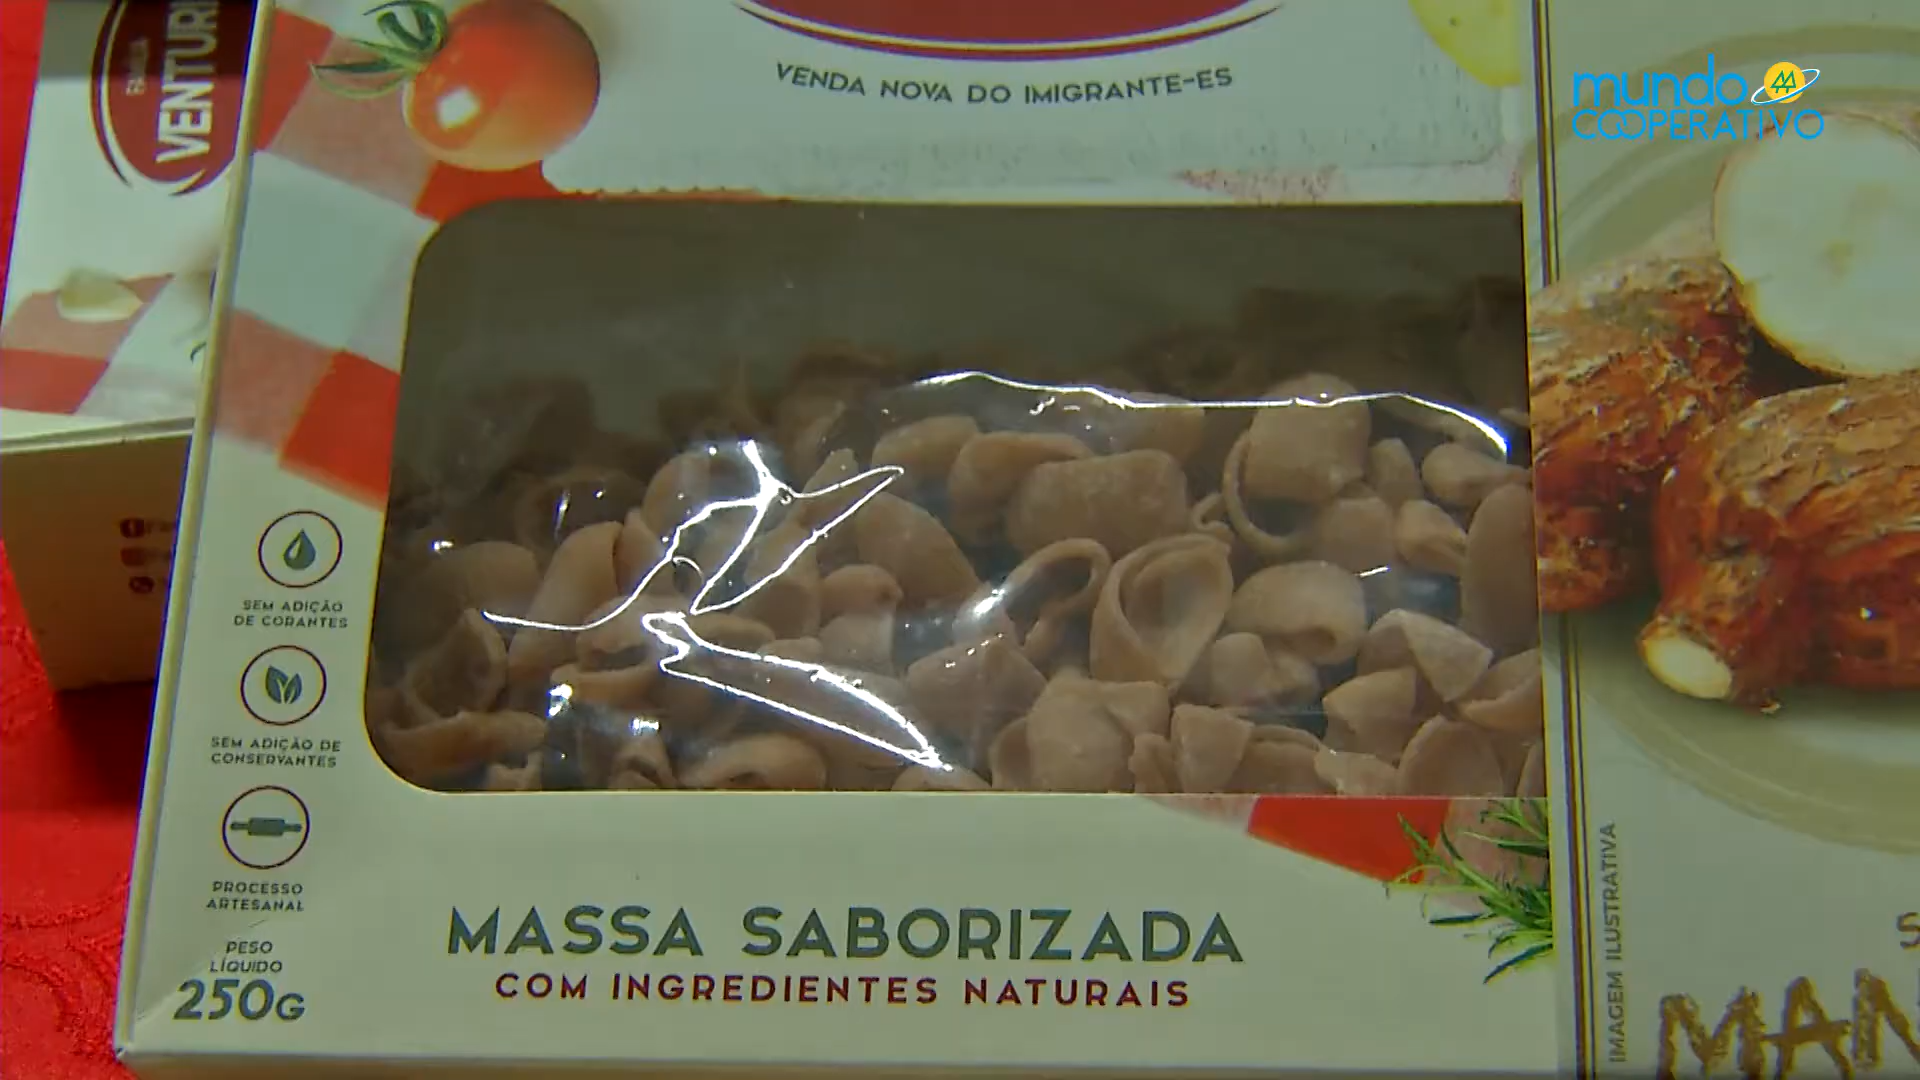 VENTURI
VENDA NOVA DO IMIGRANTE-ES
mundo
COOPERATIVO
SEM ADIÇÃO
DE CORANTES
SEM ADIÇÃO DE
CONSERVANTES
PROCESSO
ARTESANAL
PESO
LÍQUIDO
250G
MASSA SABORIZADA
COM INGREDIENTES NATURAIS
IMAGEM ILUSTRATIVA
MAN